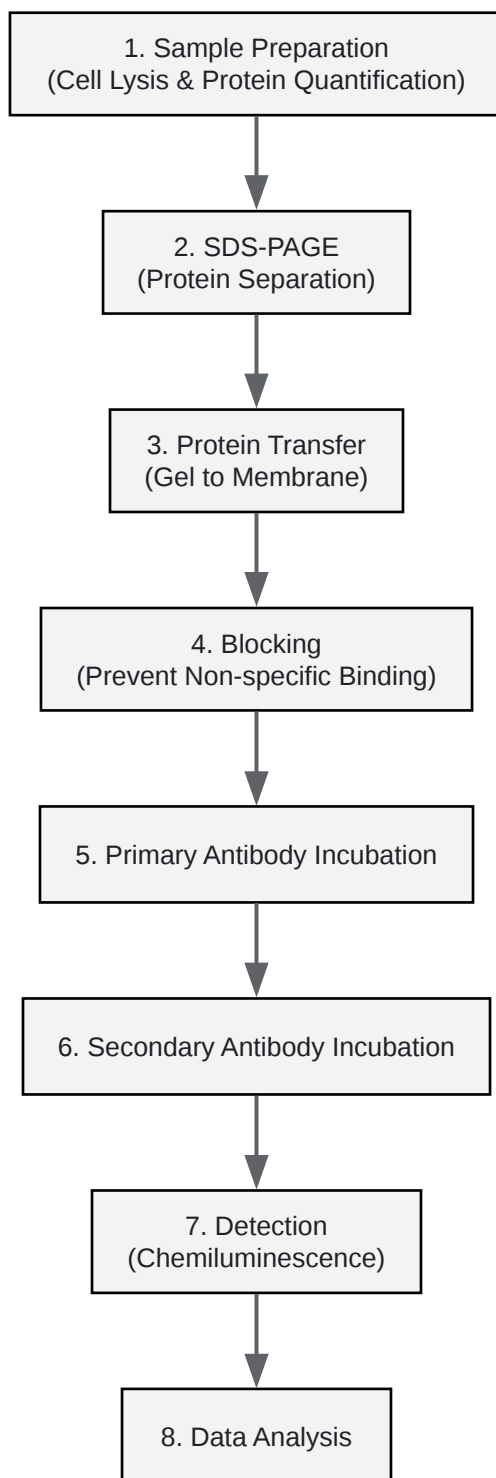 1. Sample Preparation
(Cell Lysis & Protein Quantification)
2. SDS-PAGE
(Protein Separation)
3. Protein Transfer
(Gel to Membrane)
4. Blocking
(Prevent Non-specific Binding)
5. Primary Antibody Incubation
6. Secondary Antibody Incubation
7. Detection
(Chemiluminescence)
8. Data Analysis